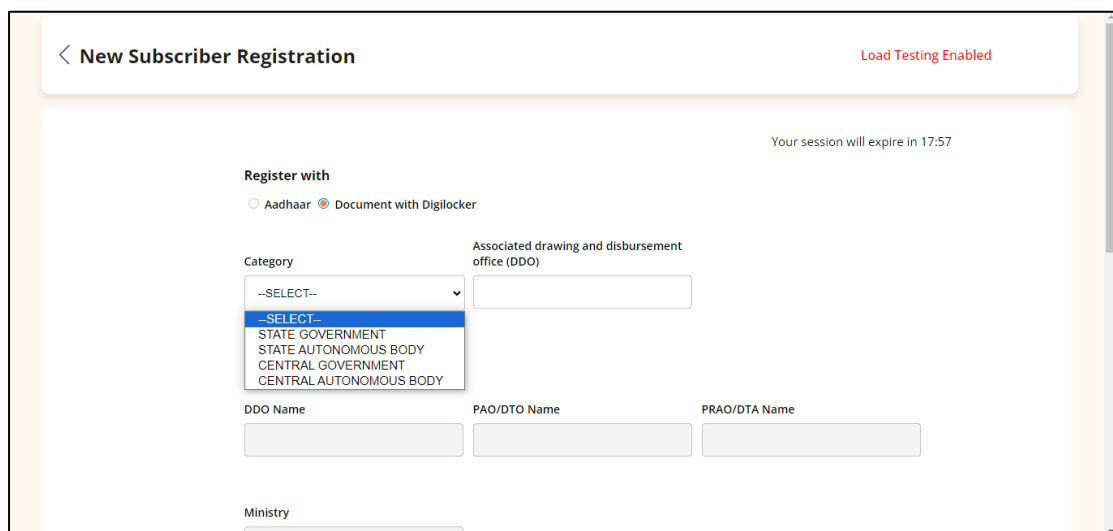 New Subscriber Registration
Load Testing Enabled
Your session will expire in 17:57
Register with
Aadhaar Document with Digilocker
Category
Associated drawing and disbursement
office (DDO)
--SELECT--
--SELECT--
STATE GOVERNMENT
STATE AUTONOMOUS BODY
CENTRAL GOVERNMENT
CENTRAL AUTONOMOUS BODY
DDO Name
PAO/DTO Name
PRAO/DTA Name
Ministry